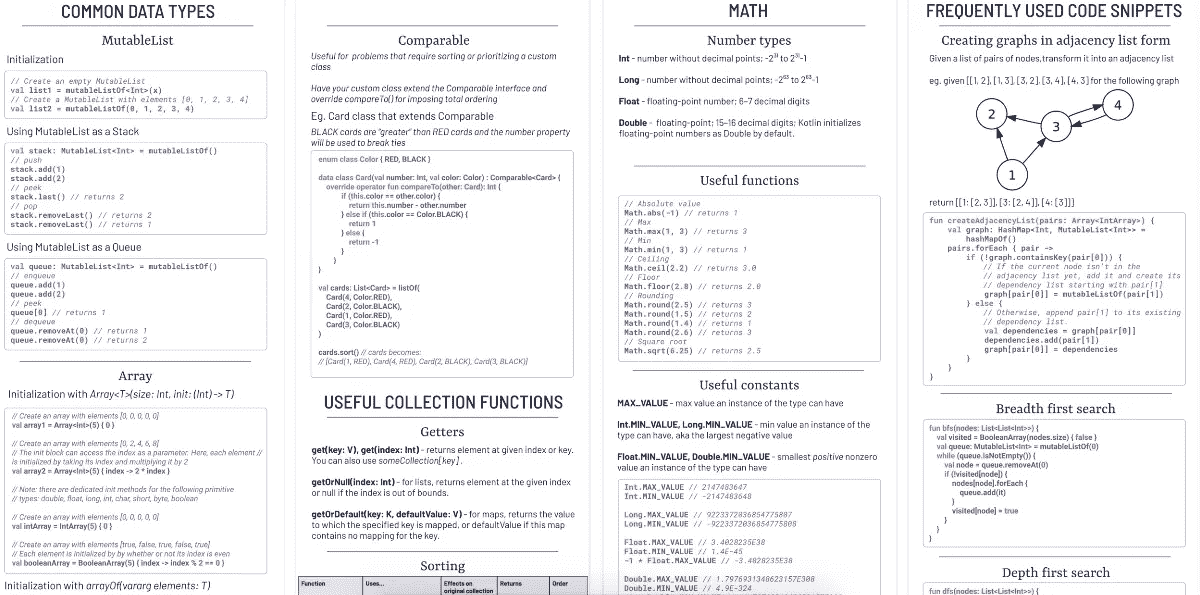 COMMON DATA TYPES
MutableList
Initialization
// Create an empty MutableList
val list1 = mutableListOf<Int>(x)
// Create a MutableList with elements [0, 1, 2, 3, 4]
val list2 = mutableListOf(0, 1, 2, 3, 4)
Using MutableList as a Stack
val stack: MutableList<Int> = mutableListOf()
// push
stack.add(1)
stack.add(2)
// peek
stack.last() // returns 2
// pop
stack.removeLast() // returns 2
stack.removeLast() // returns 1
Using MutableList as a Queue
val queue: MutableList<Int> = mutableListOf()
// enqueue
queue.add(1)
queue.add(2)
// peek
queue[0] // returns 1
// dequeue
queue.removeAt(0) // returns 1
queue.removeAt(0) // returns 2
Array
Initialization with Array<T>(size: Int, init: (Int) -> T)
// Create an array with elements [0, 0, 0, 0, 0]
val array1 = Array<Int>(5) { 0 }
// Create an array with elements [0, 2, 4, 6, 8]
// The init block can access the index as a parameter. Here, each element //
is initialized by taking its index and multiplying it by 2
val array2 = Array<Int>(5) { index -> 2 * index }
// Note: there are dedicated init methods for the following primitive
// types: double, float, long, int, char, short, byte, boolean
// Create an array with elements [0, 0, 0, 0, 0]
val intArray = IntArray(5) { 0 }
// Create an array with elements [true, false, true, false, true]
// Each element is initialized by by whether or not its index is even
val booleanArray = BooleanArray(5) { index -> index % 2 == 0 }
Initialization with arrayOf(vararg elements: T)
Comparable
Useful for problems that require sorting or prioritizing a custom
class
Have your custom class extend the Comparable interface and
override compareTo() for imposing total ordering
Eg. Card class that extends Comparable
BLACK cards are "greater" than RED cards and the number property
will be used to break ties
enum class Color { RED, BLACK }
data class Card(val number: Int, val color: Color) : Comparable<Card> {
override operator fun compareTo(other: Card): Int {
if (this.color == other.color) {
return this.number - other.number
} else if (this.color == Color.BLACK) {
return 1
} else {
return -1
}
}
}
val cards: List<Card> = listOf(
Card(4, Color.RED),
Card(2, Color.BLACK),
Card(1, Color.RED),
Card(3, Color.BLACK)
)
cards.sort() // cards becomes:
// [Card(1, RED), Card(4, RED), Card(2, BLACK), Card(3, BLACK)]
USEFUL COLLECTION FUNCTIONS
Getters
get(key: V), get(index: Int) - returns element at given index or key.
You can also use someCollection[key].
getOrNull(index: Int) - for lists, returns element at the given index
or null if the index is out of bounds.
getOrDefault(key: K, defaultValue: V) - for maps, returns the value
to which the specified key is mapped, or defaultValue if this map
contains no mapping for the key.
Sorting
Function Uses... Effects on Returns Order
original collection
MATH
Number types
Int - number without decimal points; -2^31 to 2^31-1
Long - number without decimal points; -2^63 to 2^63-1
Float - floating-point number; 6-7 decimal digits
Double - floating-point; 15-16 decimal digits; Kotlin initializes
floating-point numbers as Double by default.
Useful functions
// Absolute value
Math.abs(-1) // returns 1
// Max
Math.max(1, 3) // returns 3
// Min
Math.min(1, 3) // returns 1
// Ceiling
Math.ceil(2.2) // returns 3.0
// Floor
Math.floor(2.8) // returns 2.0
// Rounding
Math.round(2.5) // returns 3
Math.round(1.5) // returns 2
Math.round(1.4) // returns 1
Math.round(2.6) // returns 3
// Square root
Math.sqrt(6.25) // returns 2.5
Useful constants
MAX_VALUE - max value an instance of the type can have
Int.MIN_VALUE, Long.MIN_VALUE - min value an instance of the
type can have, aka the largest negative value
Float.MIN_VALUE, Double.MIN_VALUE - smallest positive nonzero
value an instance of the type can have
Int.MAX_VALUE // 2147483647
Int.MIN_VALUE // -2147483648
Long.MAX_VALUE // 9223372036854775807
Long.MIN_VALUE // -9223372036854775808
Float.MAX_VALUE // 3.4028235E38
Float.MIN_VALUE // 1.4E-45
-1 * Float.MAX_VALUE // -3.4028235E38
Double.MAX_VALUE // 1.7976931348623157E308
Double.MIN_VALUE // 4.9E-324
FREQUENTLY USED CODE SNIPPETS
Creating graphs in adjacency list form
Given a list of pairs of nodes,transform it into an adjacency list
eg. given [[1, 2], [1, 3], [3, 2]. [3, 4], [4, 3] for the following graph
4
2
3
1
return [[1: [2, 3]], [3: [2, 4]], [4: [3]]]
fun createAdjacencyList(pairs: Array<IntArray>) {
val graph: HashMap<Int, MutableList<Int>> =
hashMapOf()
pairs.forEach { pair ->
if (!graph.containsKey(pair[0])) {
// If the current node isn't in the
// adjacency list yet, add it and create its
// dependency list starting with pair[1]
graph[pair[0]] = mutableListOf(pair[1])
} else {
// Otherwise, append pair[1] to its existing
// dependency list.
val dependencies = graph[pair[0]]
dependencies.add(pair[1])
graph[pair[0]] = dependencies
}
}
}
Breadth first search
fun bfs(nodes: List<List<Int>>) {
val visited = BooleanArray(nodes.size) { false }
val queue: MutableList<Int> = mutableListOf(0)
while (queue.isNotEmpty()) {
val node = queue.removeAt(0)
if (!visited[node]) {
nodes[node].forEach {
queue.add(it)
}
visited[node] = true
}
}
}
Depth first search
fun dfs(nodes: List<List<Int>>) {